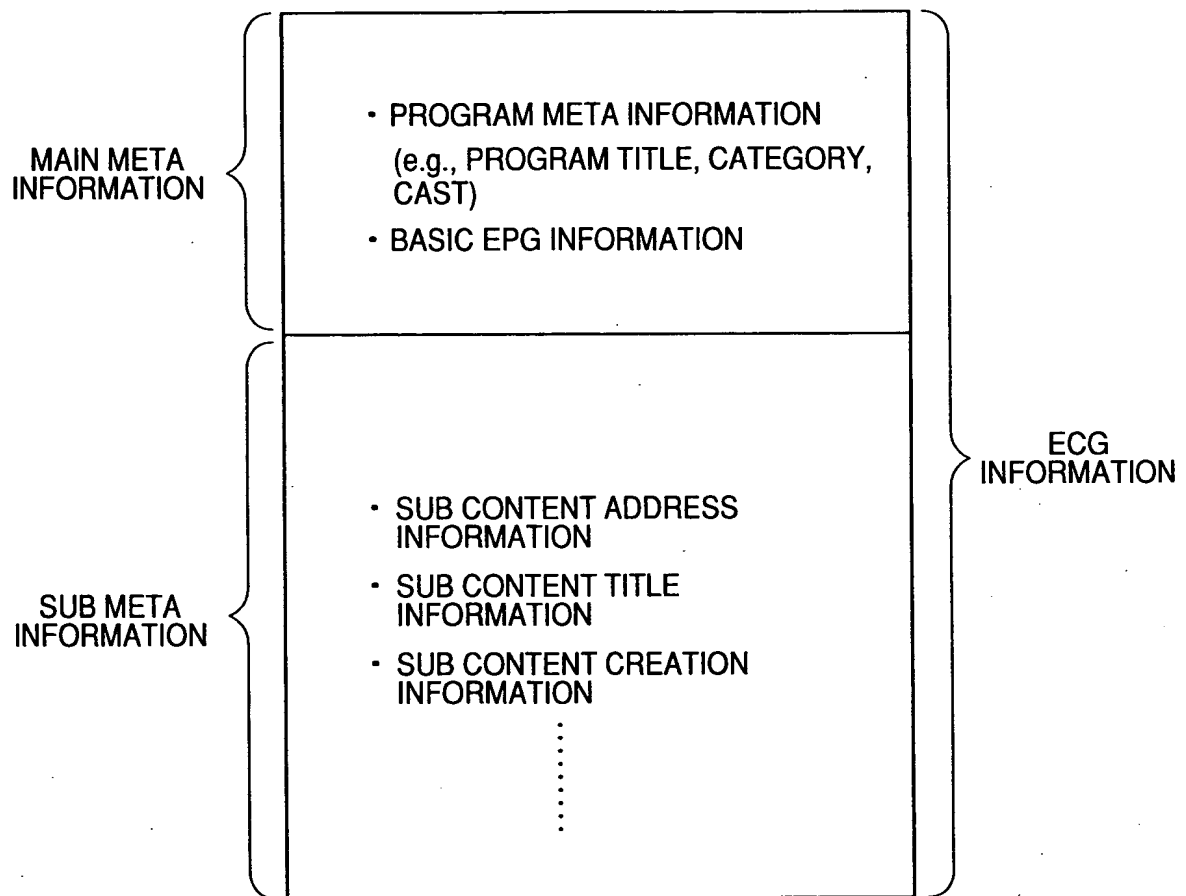 MAIN META
INFORMATION
· PROGRAM META INFORMATION
(e.g., PROGRAM TITLE, CATEGORY,
CAST)
· BASIC EPG INFORMATION
ECG
INFORMATION
SUB META
INFORMATION
· SUB CONTENT ADDRESS
INFORMATION
· SUB CONTENT TITLE
INFORMATION
· SUB CONTENT CREATION
INFORMATION